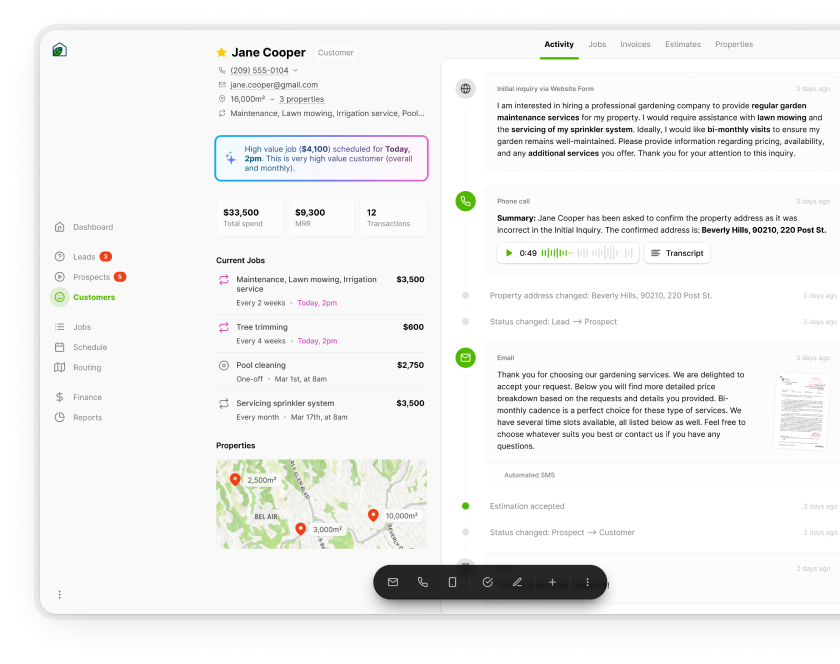 Dashboard
Leads 3
Prospects 5
Customers
Jobs
Schedule
Routing
Finance
Reports
Jane Cooper Customer
(209) 555-0104
jane.cooper@gmail.com
16,000m² – 3 properties
Maintenance, Lawn mowing, Irrigation service, Pool...
High value job ($4,100) scheduled for Today,
2pm. This is very high value customer (overall
and monthly).
$33,500 $9,300 12
Total spend MRR Transactions
Current Jobs
Maintenance, Lawn mowing, Irrigation $3,500
service
Every 2 weeks • Today, 2pm
Tree trimming $600
Every 4 weeks • Today, 2pm
Pool cleaning $2,750
One-off • Mar 1st, at 8am
Servicing sprinkler system $3,500
Every month • Mar 17th, at 8am
Properties
2,500m²
BEL AIR
10,000m²
3,000m²
Activity Jobs Invoices Estimates Properties
Initial inquiry via Website Form 3 days ago
I am interested in hiring a professional gardening company to provide regular garden
maintenance services for my property. I would require assistance with lawn mowing and
the servicing of my sprinkler system. Ideally, I would like bi-monthly visits to ensure my
garden remains well-maintained. Please provide information regarding pricing, availability,
and any additional services you offer. Thank you for your attention to this inquiry.
Phone call 3 days ago
Summary: Jane Cooper has been asked to confirm the property address as it was
incorrect in the Initial Inquiry. The confirmed address is: Beverly Hills, 90210, 220 Post St.
0:49 Transcript
Property address changed: Beverly Hills, 90210, 220 Post St. 3 days ago
Status changed: Lead → Prospect 3 days ago
Email 3 days ago
Thank you for choosing our gardening services. We are delighted to
accept your request. Below you will find more detailed price
breakdown based on the requests and details you provided. Bi-
monthly cadence is a perfect choice for these type of services. We
have several time slots available, all listed below as well. Feel free to
choose whatever suits you best or contact us if you have any
questions.
Automated SMS
Estimation accepted 2 days ago
Status changed: Prospect → Customer 2 days ago
2 days ago